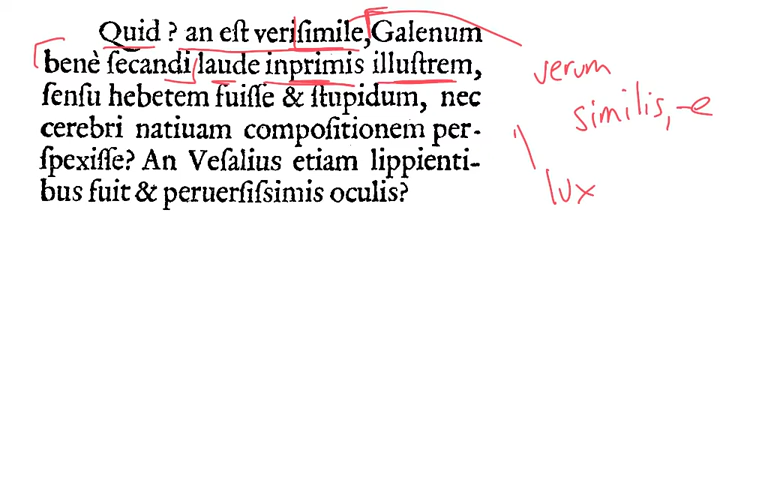 Quid ? an eſt veriſimile, Galenum
benè ſecandi laude inprimis illuſtrem,
ſenſu hebetem fuiſſe & ſtupidum, nec
cerebri natiuam compoſitionem per-
ſpexiſſe? An Veſalius etiam lippienti-
bus fuit & peruerſiſsimis oculis?
verum
similis, -e
lux